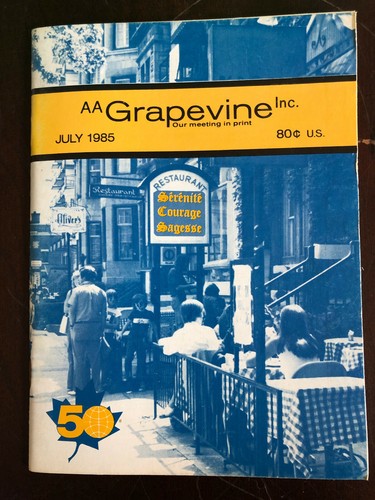 AA Grapevine Inc.
Our meeting in print
JULY 1985 80¢ U.S.
Restaurant
Oliver's
RESTAURANT
Sérénité
Courage
Sagesse
50